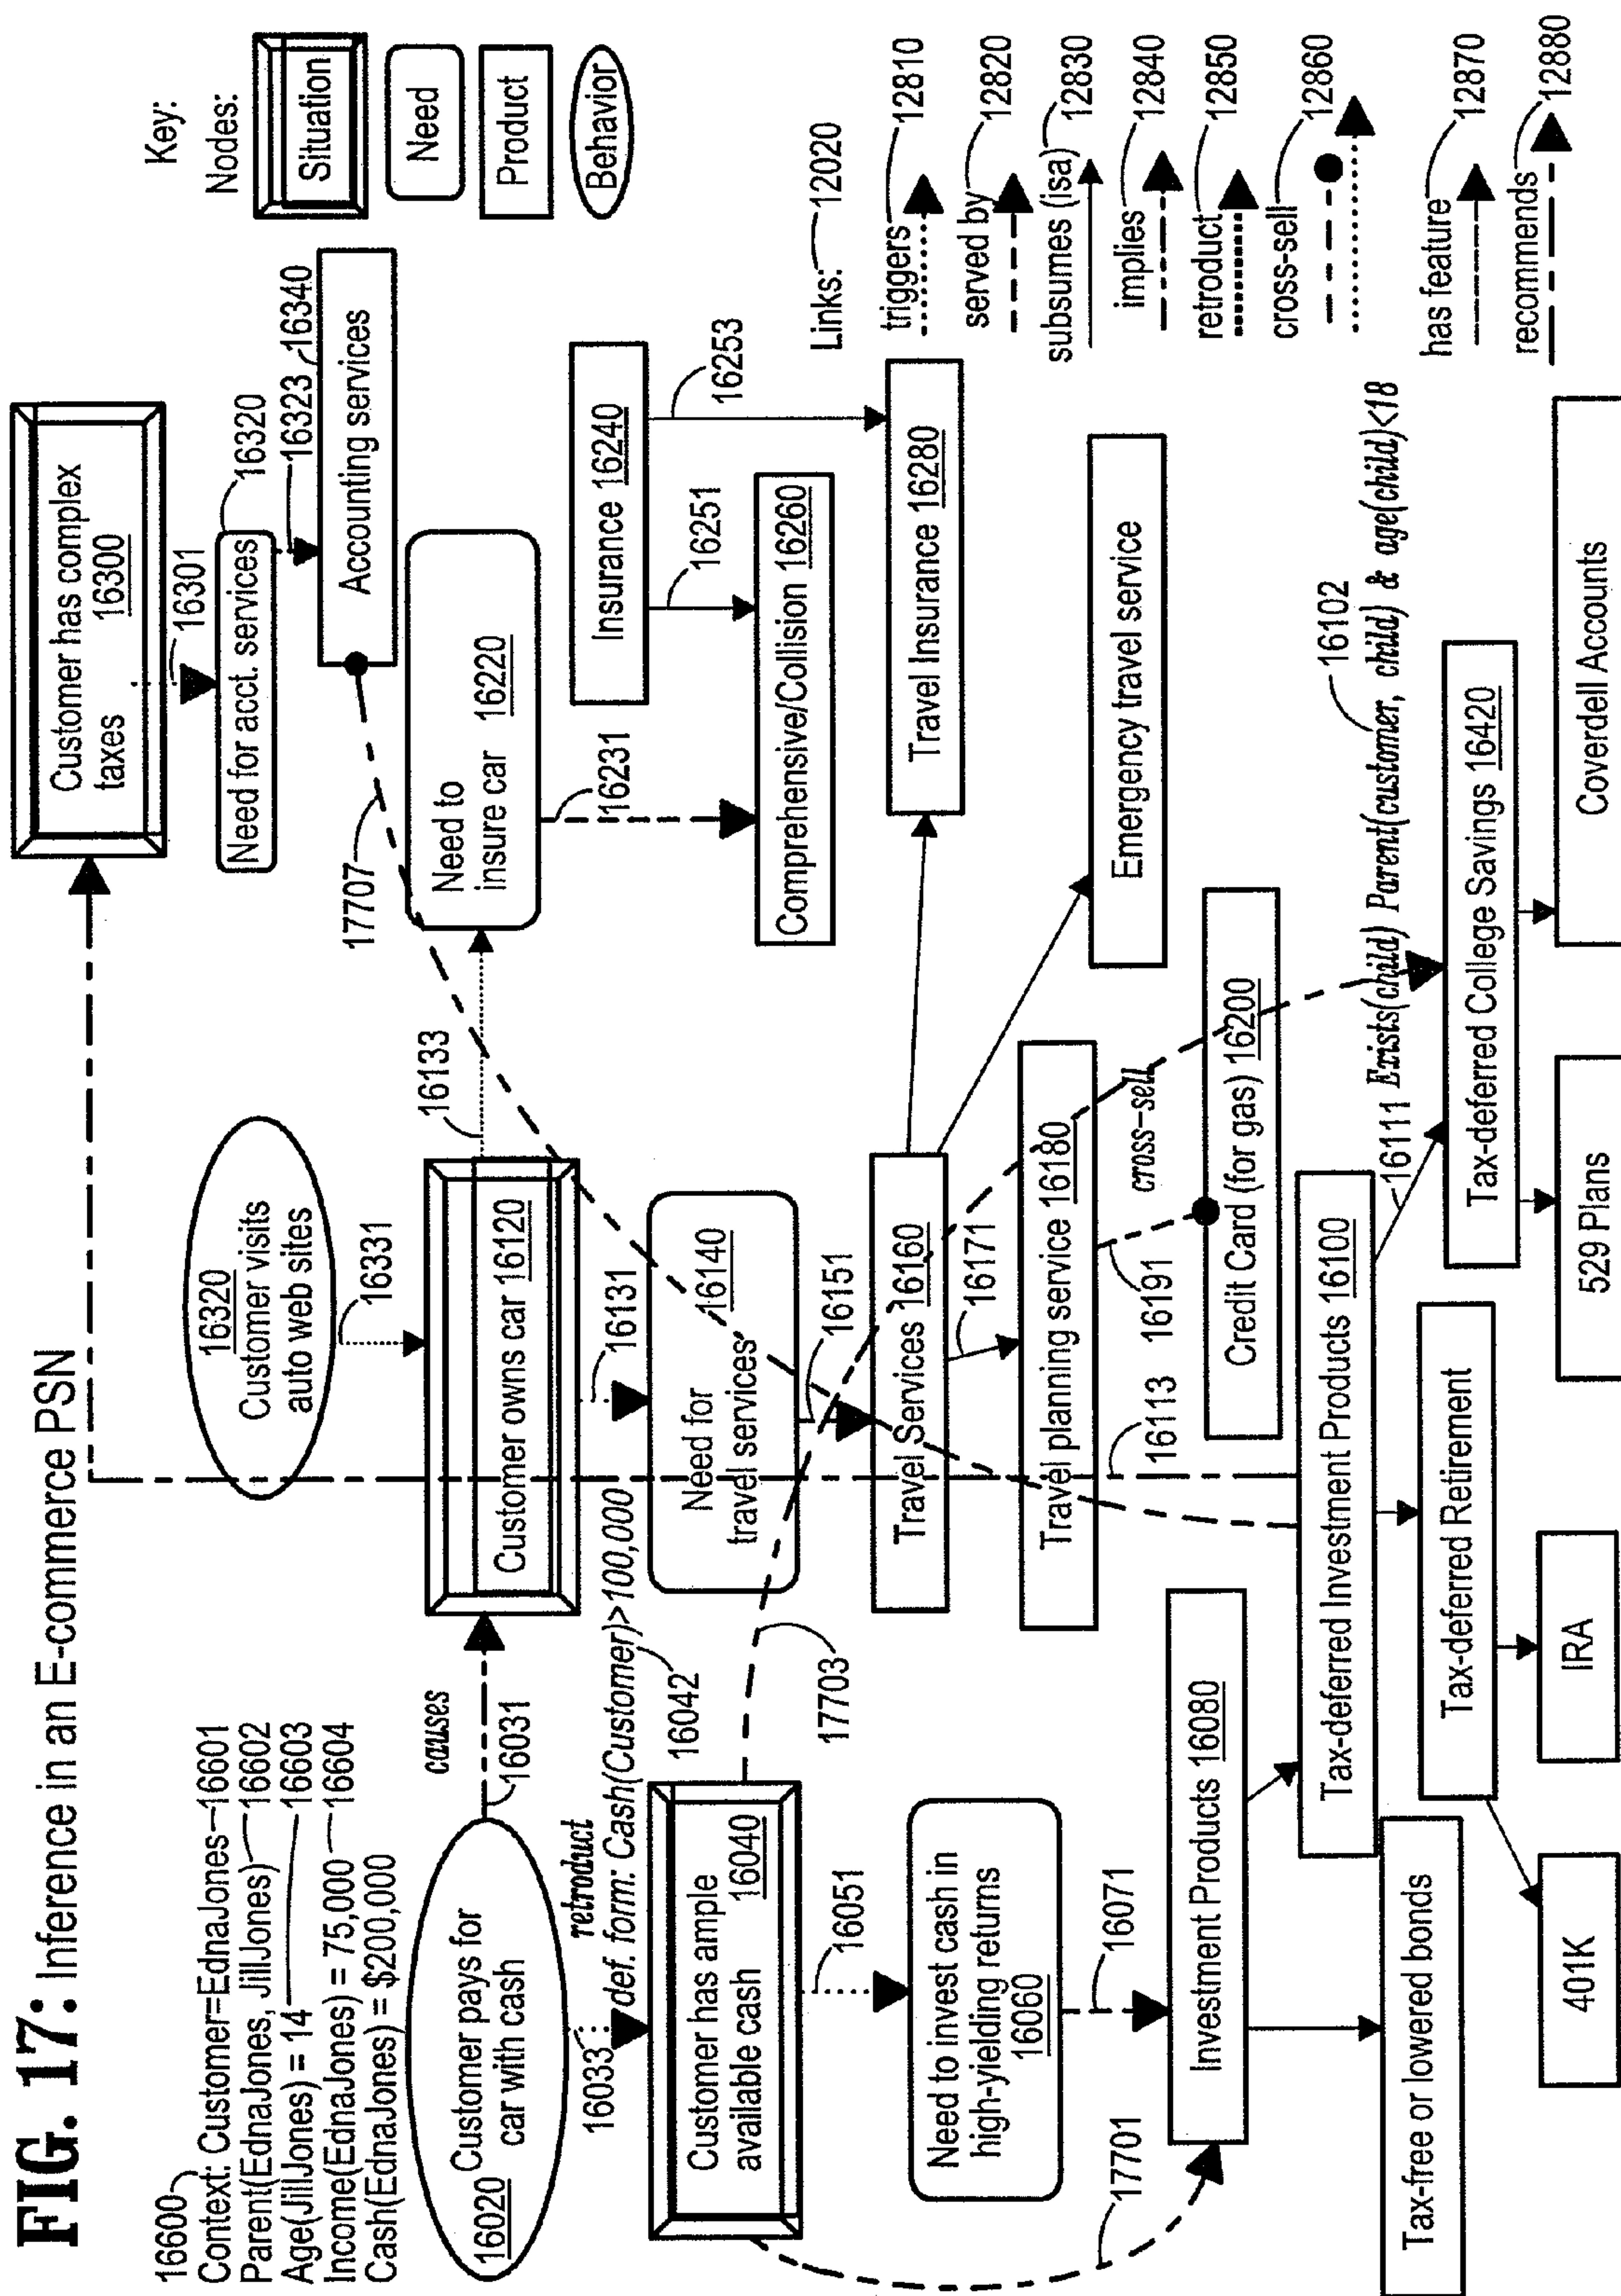 FIG. 17: Inference in an E-commerce PSN
16600
Context: Customer=EdnaJones 16601
Parent(EdnaJones, JillJones) 16602
Age(JillJones) = 14 16603
Income(EdnaJones) = 75,000 16604
Cash(EdnaJones) = $200,000
Customer pays for
car with cash
16020
causes
16031
16033
retroduct
def. form: Cash(Customer)>100,000
16042
Customer has ample
available cash 16040
16051
Need to invest cash in
high-yielding returns
16060
16071
17701
17703
Investment Products 16080
Tax-free or lowered bonds
401K
IRA
Tax-deferred Retirement
Tax-deferred Investment Products 16100
16113
16320
Customer visits
auto web sites
16331
Customer owns car 16120
16131
16133
Need for
travel services
16140
16151
Travel Services 16160
16171
Travel planning service 16180
16191
cross-sell
Credit Card (for gas) 16200
16111
Exists(child) Parent(customer, child) & age(child)<18
16102
Tax-deferred College Savings 16420
529 Plans
Coverdell Accounts
Customer has complex
taxes 16300
16301
Need for act. services
16320
16323
16340
Accounting services
17707
Need to
insure car 16220
16231
Insurance 16240
16251
16253
Comprehensive/Collision 16260
Travel Insurance 16280
Emergency travel service
Key:
Nodes:
Situation
Need
Product
Behavior
Links: 12020
triggers 12810
served by 12820
subsumes (isa) 12830
implies 12840
retroduct 12850
cross-sell 12860
has feature 12870
recommends 12880